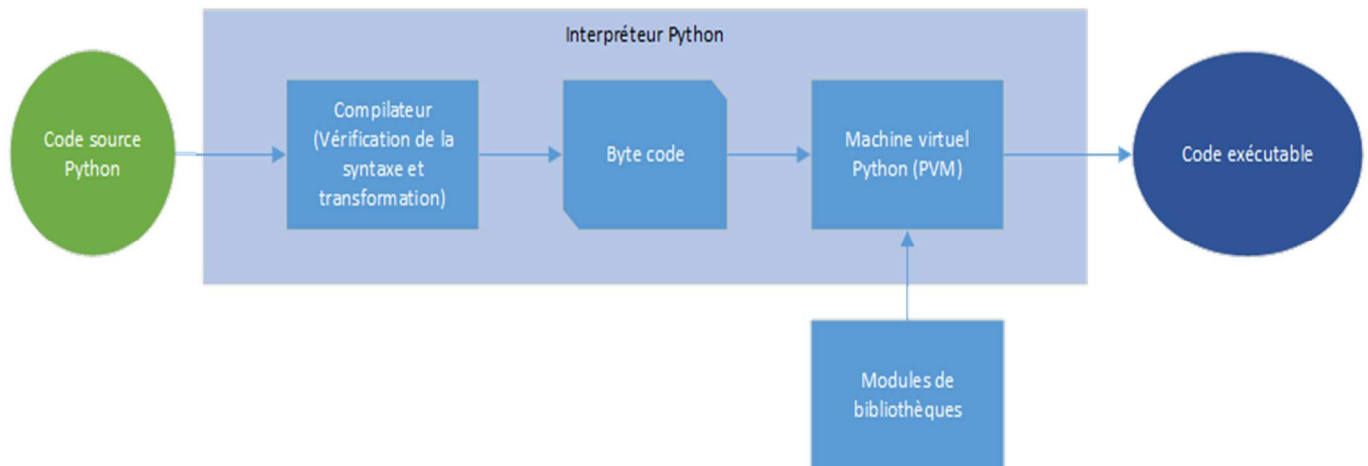 Interpréteur Python
Code source
Python
Compilateur
(Vérification de la
syntaxe et
transformation)
Byte code
Machine virtuel
Python (PVM)
Code exécutable
Modules de
bibliothèques